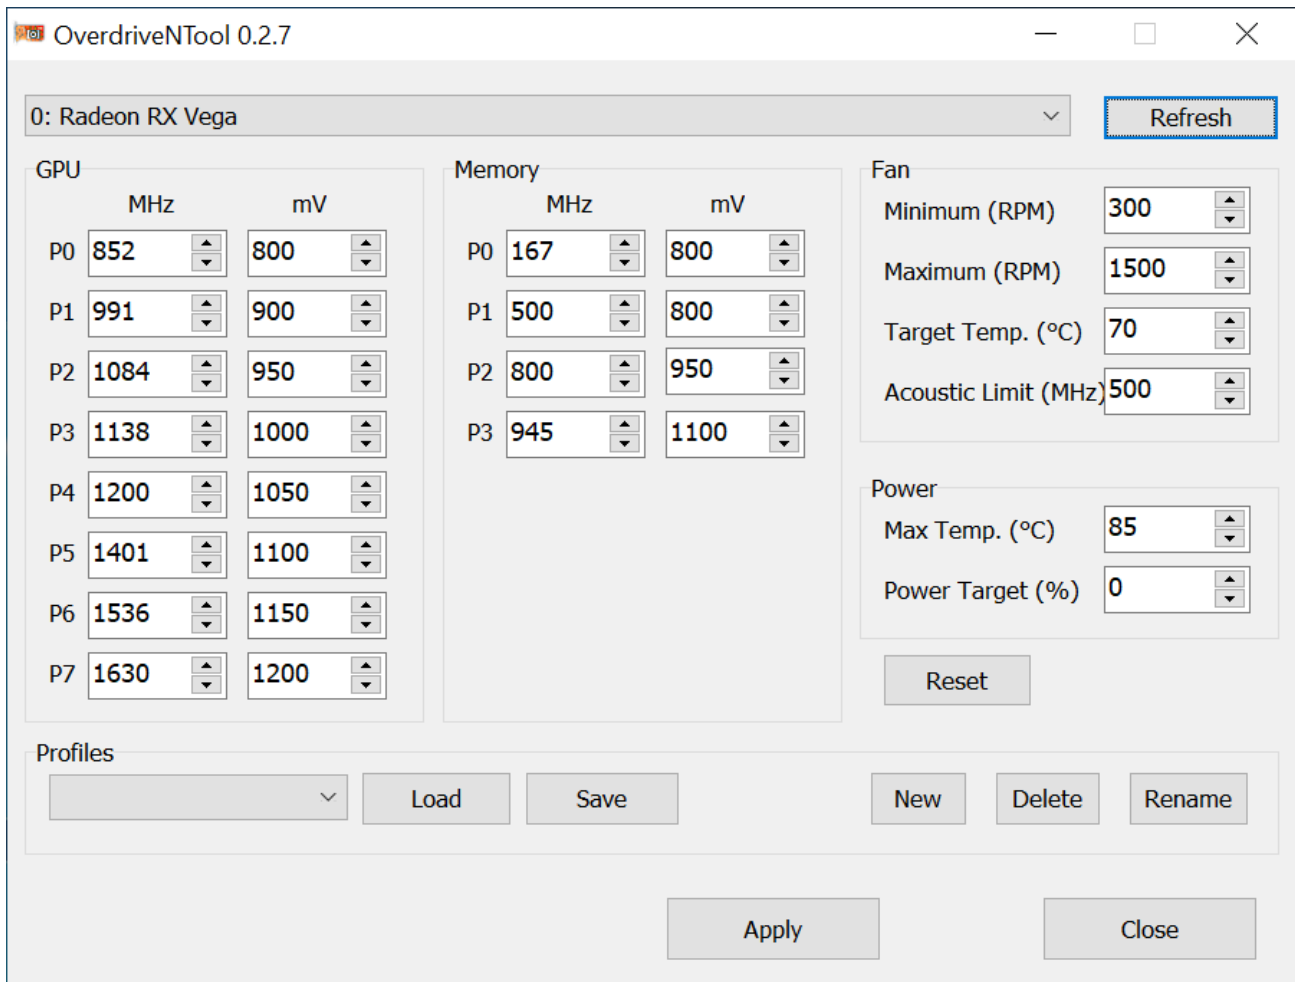 OverdriveNTool 0.2.7
0: Radeon RX Vega
Refresh
GPU
MHz mV
P0 852 800
P1 991 900
P2 1084 950
P3 1138 1000
P4 1200 1050
P5 1401 1100
P6 1536 1150
P7 1630 1200
Memory
MHz mV
P0 167 800
P1 500 800
P2 800 950
P3 945 1100
Fan
Minimum (RPM) 300
Maximum (RPM) 1500
Target Temp. (°C) 70
Acoustic Limit (MHz) 500
Power
Max Temp. (°C) 85
Power Target (%) 0
Reset
Profiles
Load Save New Delete Rename
Apply Close